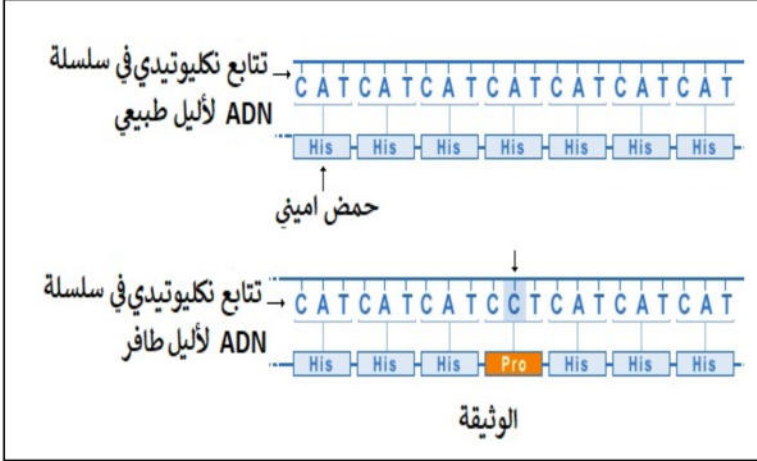 تتابع نكليوتيدي في سلسلة
ADN لأليل طبيعي
C A T C A T C A T C A T C A T C A T C A T
His His His His His His His
حمض اميني
تتابع نكليوتيدي في سلسلة
ADN لأليل طافر
C A T C A T C A T C C T C A T C A T C A T
His His His Pro His His His
الوثيقة